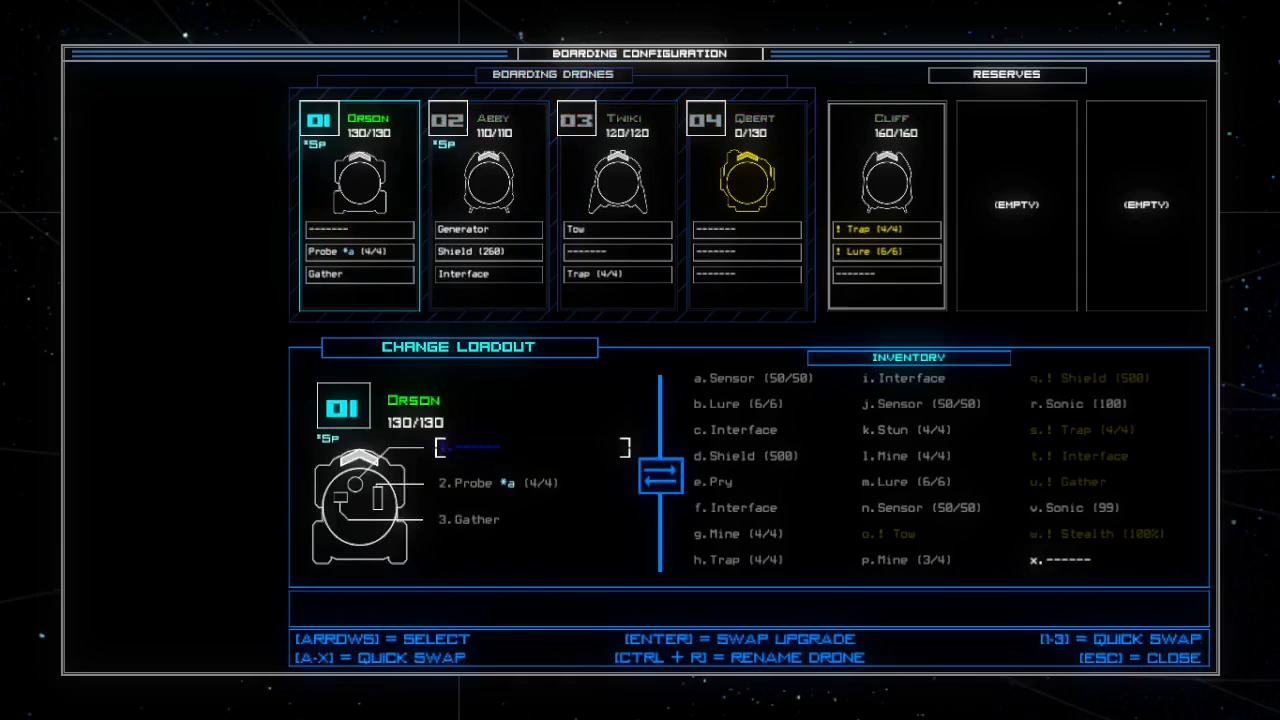 BOARDING CONFIGURATION
BOARDING DRONES
RESERVES
01 ORSON 130/130 *SP
02 ABBY 110/110 *SP
03 TWIKI 120/120
04 QBERT 0/130
CLIFF 160/160
(EMPTY)
(EMPTY)
-------
Probe *a (4/4)
Gather
Generator
Shield (260)
Interface
Tow
-------
Trap (4/4)
-------
-------
-------
! Trap (4/4)
! Lure (6/6)
-------
CHANGE LOADOUT
01 ORSON
130/130
*SP
-------
2.Probe *a (4/4)
3.Gather
INVENTORY
a.Sensor (50/50)
b.Lure (6/6)
c.Interface
d.Shield (500)
e.Pry
f.Interface
g.Mine (4/4)
h.Trap (4/4)
i.Interface
j.Sensor (50/50)
k.Stun (4/4)
l.Mine (4/4)
m.Lure (6/6)
n.Sensor (50/50)
o.! Tow
p.Mine (3/4)
q.! Shield (500)
r.Sonic (100)
s.! Trap (4/4)
t.! Interface
u.! Gather
v.Sonic (99)
w.! Stealth (100%)
x.------
[ARROWS] = SELECT
[ENTER] = SWAP UPGRADE
[1-3] = QUICK SWAP
[A-X] = QUICK SWAP
[CTRL + R] = RENAME DRONE
[ESC] = CLOSE